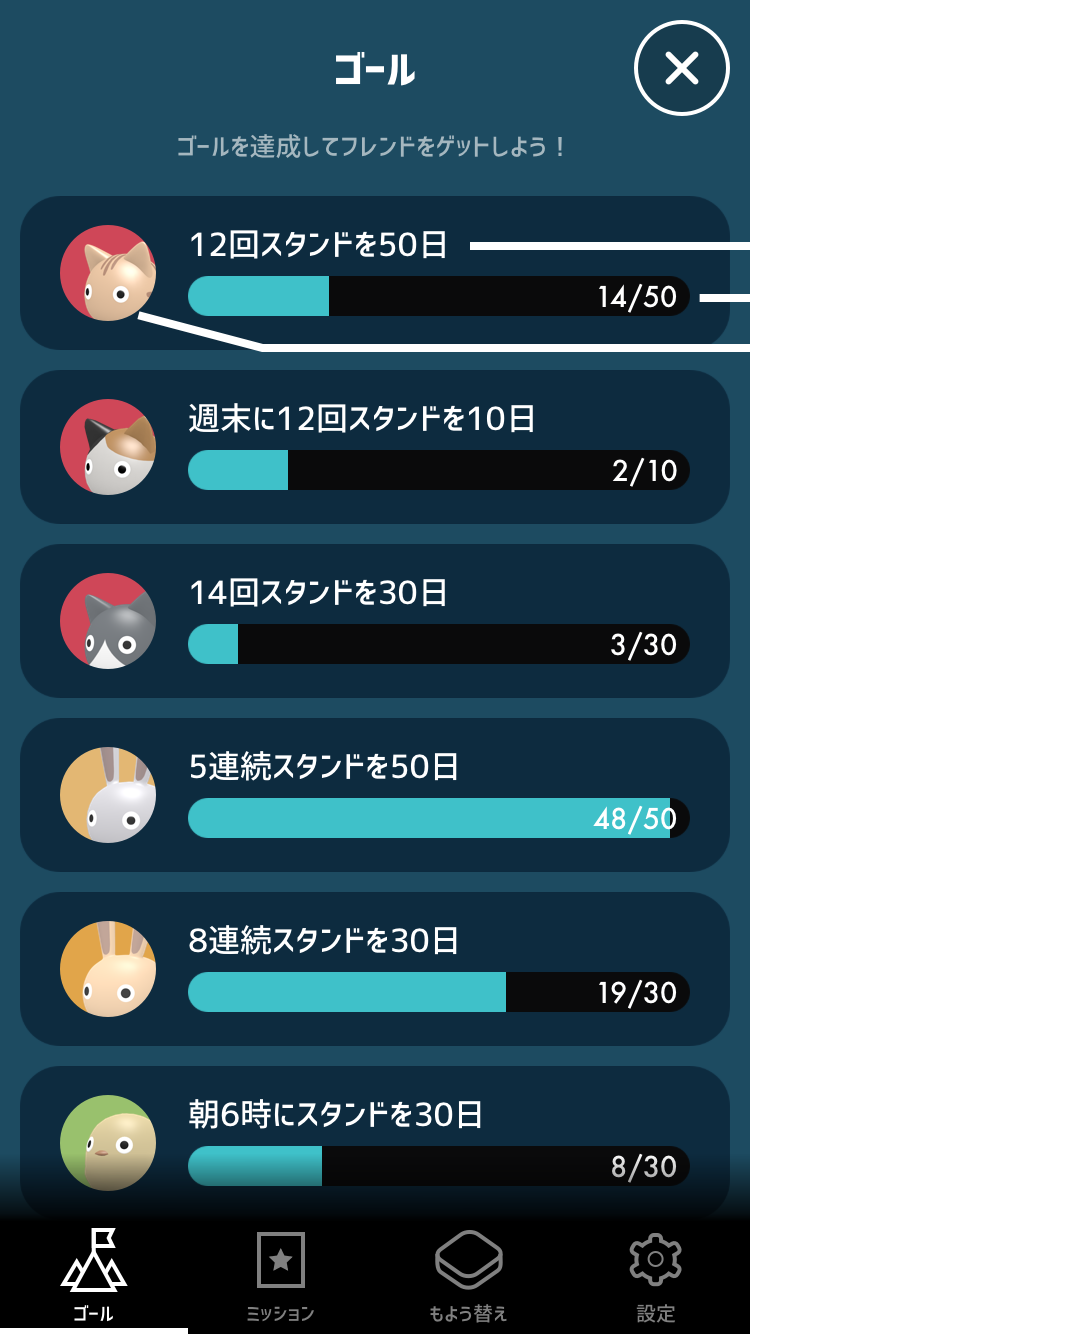 ゴール
ゴールを達成してフレンドをゲットしよう！
12回スタンドを50日
14/50
週末に12回スタンドを10日
2/10
14回スタンドを30日
3/30
5連続スタンドを50日
48/50
8連続スタンドを30日
19/30
朝6時にスタンドを30日
8/30
ゴール
ミッション
もよう替え
設定